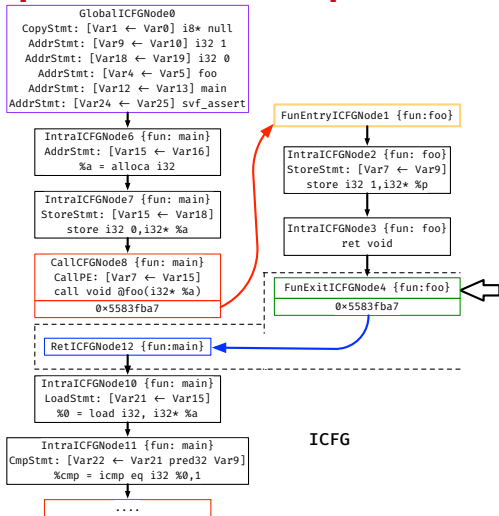 GlobalICFGNode0
CopyStmt: [Var1 ← Var0] i8* null
AddrStmt: [Var9 ← Var10] i32 1
AddrStmt: [Var18 ← Var19] i32 0
AddrStmt: [Var4 ← Var5] foo
AddrStmt: [Var12 ← Var13] main
AddrStmt: [Var24 ← Var25] svf_assert
IntraICFGNode6 {fun: main}
AddrStmt: [Var15 ← Var16]
%a = alloca i32
IntraICFGNode7 {fun: main}
StoreStmt: [Var15 ← Var18]
store i32 0,i32* %a
CallCFGNode8 {fun: main}
CallPE: [Var7 ← Var15]
call void @foo(i32* %a)
0×5583fba7
FunEntryICFGNode1 {fun:foo}
IntraICFGNode2 {fun: foo}
StoreStmt: [Var7 ← Var9]
store i32 1,i32* %p
IntraICFGNode3 {fun: foo}
ret void
FunExitICFGNode4 {fun:foo}
0×5583fba7
RetICFGNode12 {fun:main}
IntraICFGNode10 {fun: main}
LoadStmt: [Var21 ← Var15]
%0 = load i32, i32* %a
IntraICFGNode11 {fun: main}
CmpStmt: [Var22 ← Var21 pred32 Var9]
%cmp = icmp eq i32 %0,1
....
ICFG